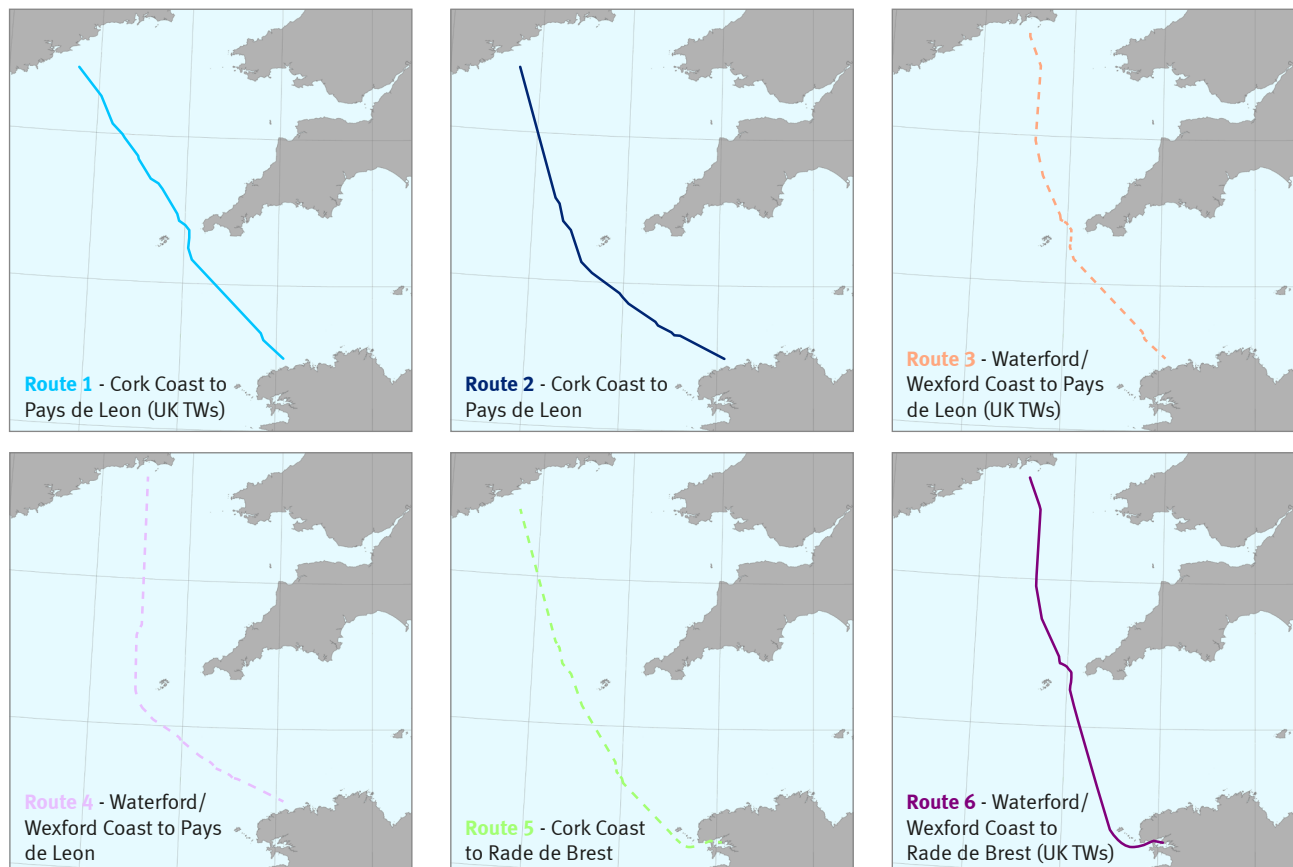 Route 1 - Cork Coast to
Pays de Leon (UK TWs)
Route 2 - Cork Coast to
Pays de Leon
Route 3 - Waterford/
Wexford Coast to Pays
de Leon (UK TWs)
Route 4 - Waterford/
Wexford Coast to Pays
de Leon
Route 5 - Cork Coast
to Rade de Brest
Route 6 - Waterford/
Wexford Coast to
Rade de Brest (UK TWs)